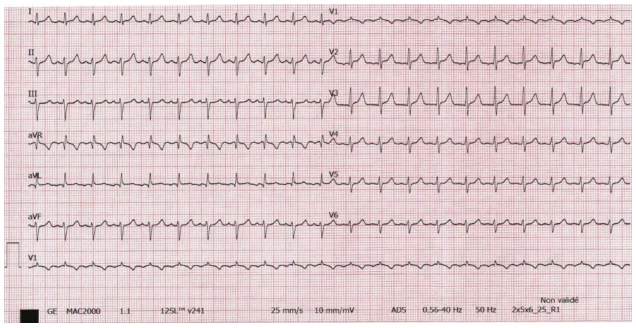 I V1
II V2
III V3
aVR V4
aVL V5
aVF V6
V1
Non validé
GE MAC2000 1.1 12SL™ v241 25 mm/s 10 mm/mV ADS 0.56-40 Hz 50 Hz 2x5x6_25_R1